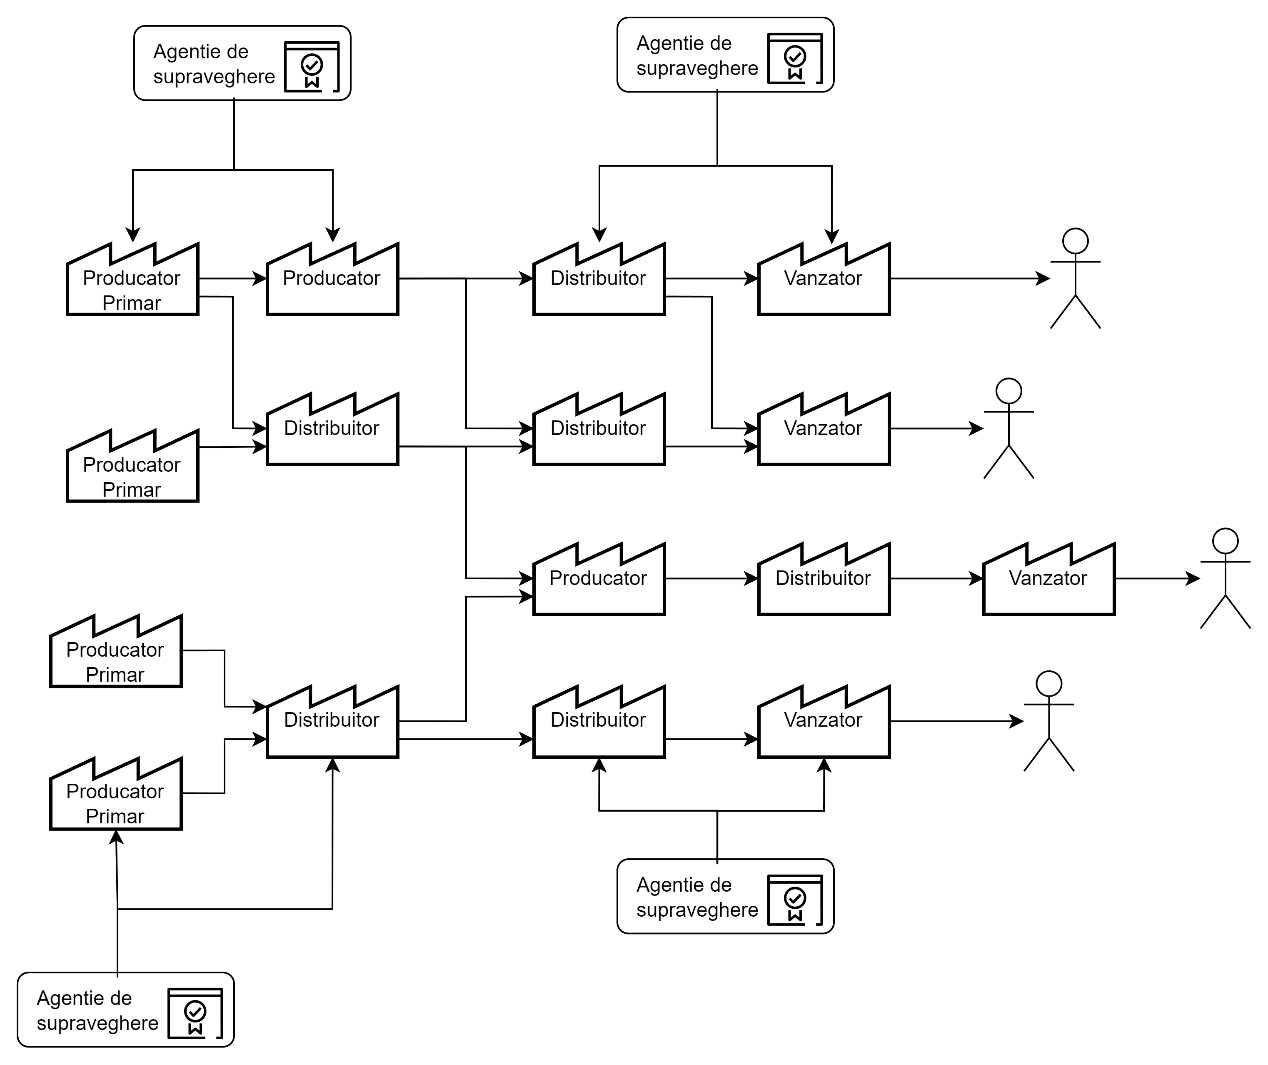 Agentie de
supraveghere
Agentie de
supraveghere
Producator
Primar
Producator
Distribuitor
Vanzator
Distribuitor
Distribuitor
Vanzator
Producator
Primar
Producator
Distribuitor
Vanzator
Producator
Primar
Distribuitor
Distribuitor
Vanzator
Producator
Primar
Agentie de
supraveghere
Agentie de
supraveghere